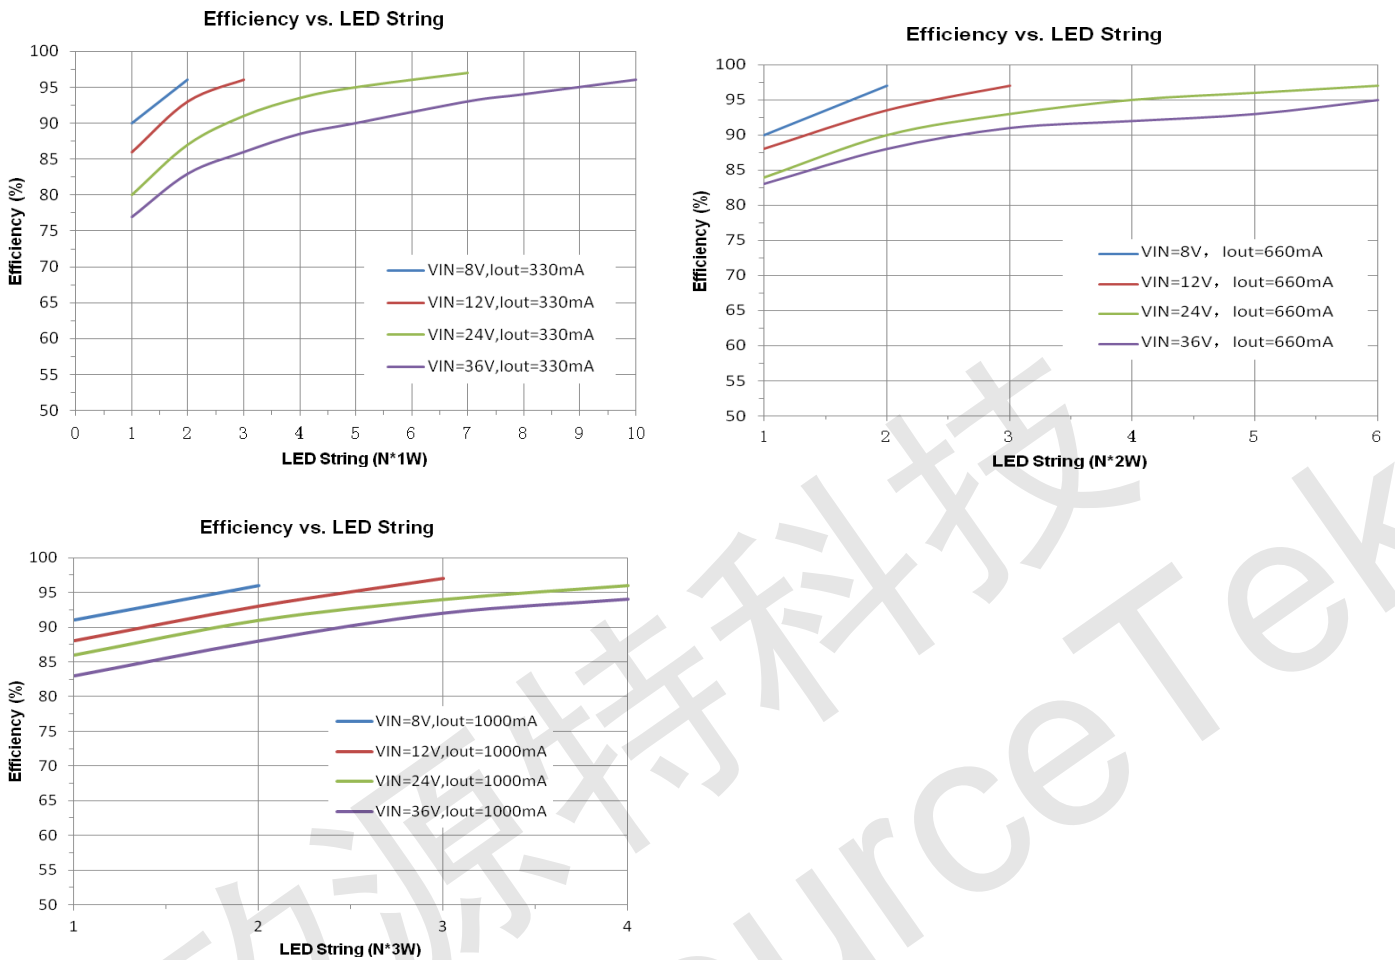 Efficiency vs. LED String
Efficiency (%)
100
95
90
85
80
75
70
65
60
55
50
0 1 2 3 4 5 6 7 8 9 10
LED String (N*1W)
VIN=8V,Iout=330mA
VIN=12V,Iout=330mA
VIN=24V,Iout=330mA
VIN=36V,Iout=330mA
Efficiency vs. LED String
Efficiency (%)
100
95
90
85
80
75
70
65
60
55
50
1 2 3 4 5 6
LED String (N*2W)
VIN=8V， Iout=660mA
VIN=12V， Iout=660mA
VIN=24V， Iout=660mA
VIN=36V， Iout=660mA
Efficiency vs. LED String
Efficiency (%)
100
95
90
85
80
75
70
65
60
55
50
1 2 3 4
LED String (N*3W)
VIN=8V,Iout=1000mA
VIN=12V,Iout=1000mA
VIN=24V,Iout=1000mA
VIN=36V,Iout=1000mA
源特科技
urceTek